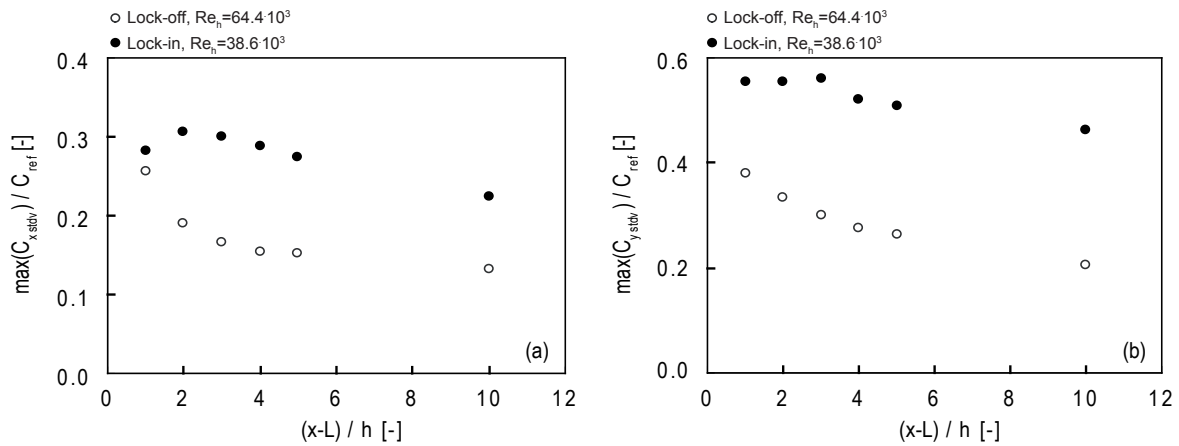 ○ Lock-off, Re_h=64.4·10³
● Lock-in, Re_h=38.6·10³
0.4
0.3
0.2
0.1
0.0
max(C_x stdv) / C_ref [-]
(a)
0 2 4 6 8 10 12
(x-L) / h [-]
○ Lock-off, Re_h=64.4·10³
● Lock-in, Re_h=38.6·10³
0.6
0.4
0.2
0.0
max(C_y stdv) / C_ref [-]
(b)
0 2 4 6 8 10 12
(x-L) / h [-]